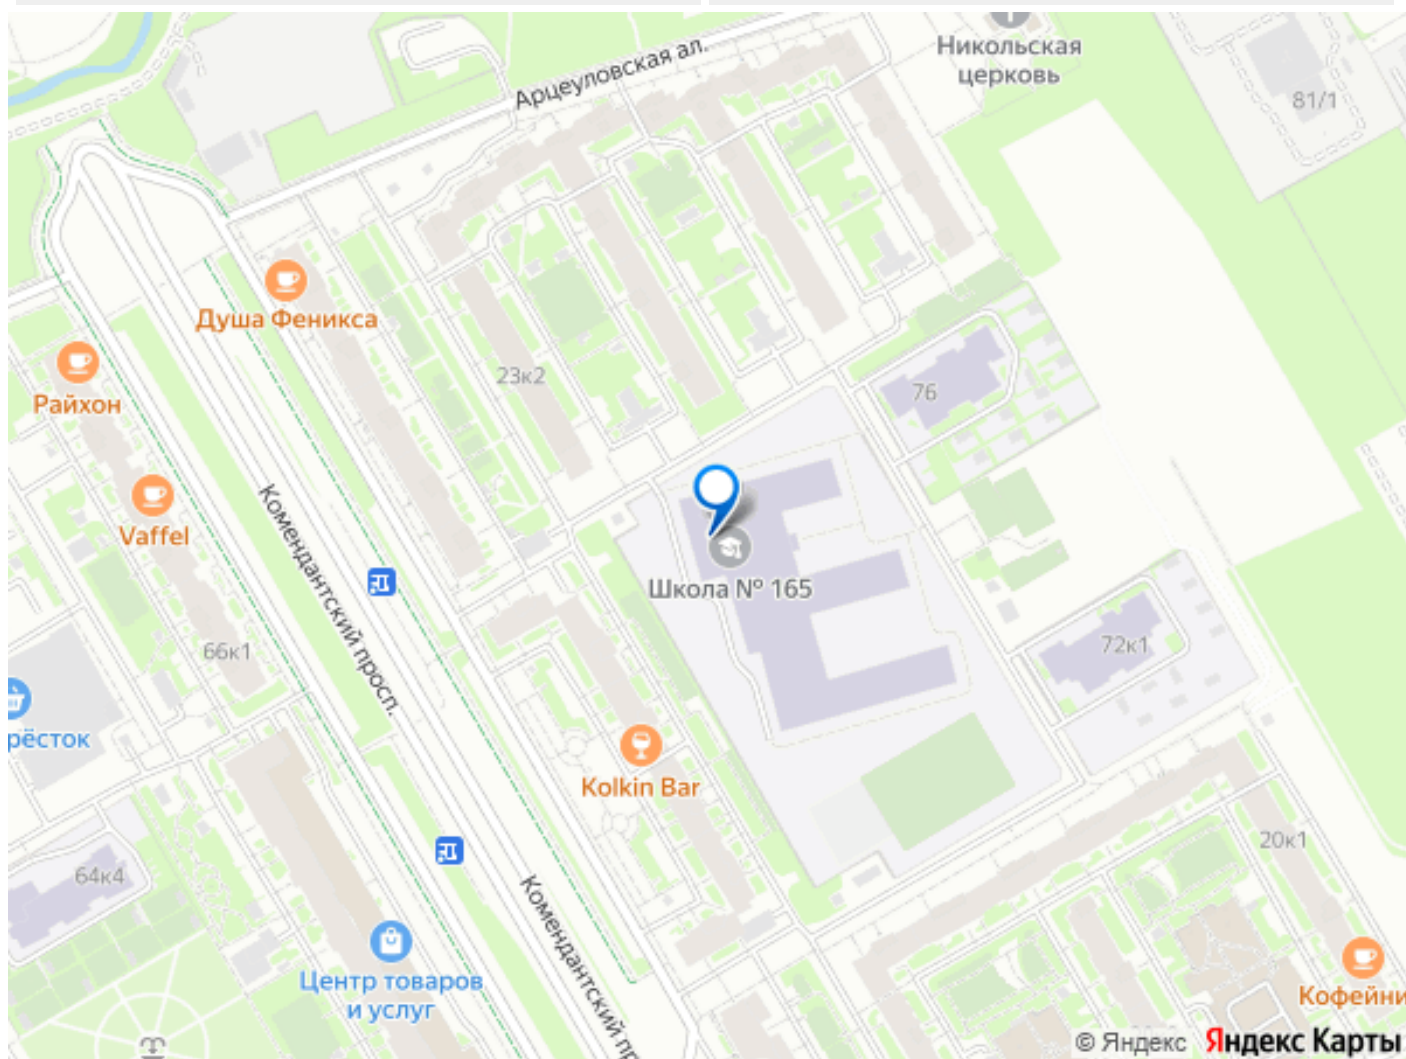 Арцеуловская ал.
Никольская
церковь
81/1
Душа Феникса
23к2
Райхон
76
Vaffel
Комендантский просп.
Школа № 165
66к1
72к1
рёсток
Kolkin Bar
20к1
64к4
Комендантский пр
Центр товаров
и услуг
Кофейни
© Яндекс Яндекс Карты